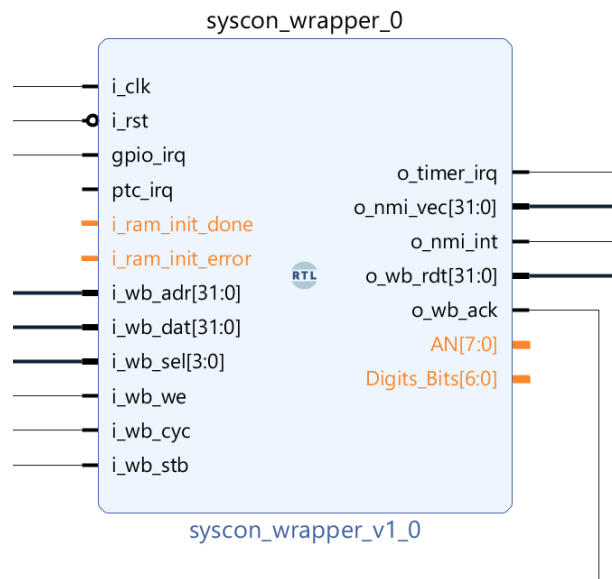 syscon_wrapper_0
i_clk
i_rst
gpio_irq
ptc_irq
i_ram_init_done
i_ram_init_error
i_wb_adr[31:0]
i_wb_dat[31:0]
i_wb_sel[3:0]
i_wb_we
i_wb_cyc
i_wb_stb
RTL
o_timer_irq
o_nmi_vec[31:0]
o_nmi_int
o_wb_rdt[31:0]
o_wb_ack
AN[7:0]
Digits_Bits[6:0]
syscon_wrapper_v1_0